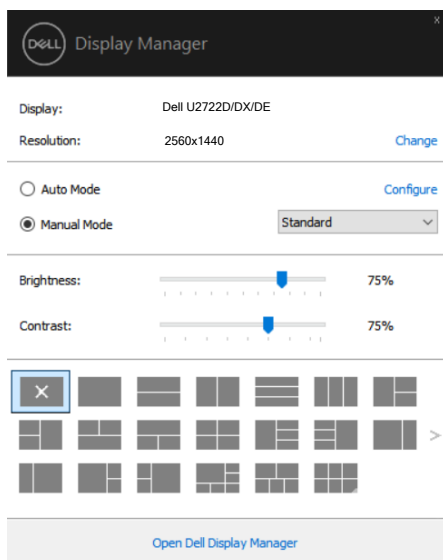 x
DELL Display Manager
Display: Dell U2722D/DX/DE
Resolution: 2560x1440 Change
Auto Mode Configure
Manual Mode Standard
Brightness: 75%
Contrast: 75%
Open Dell Display Manager